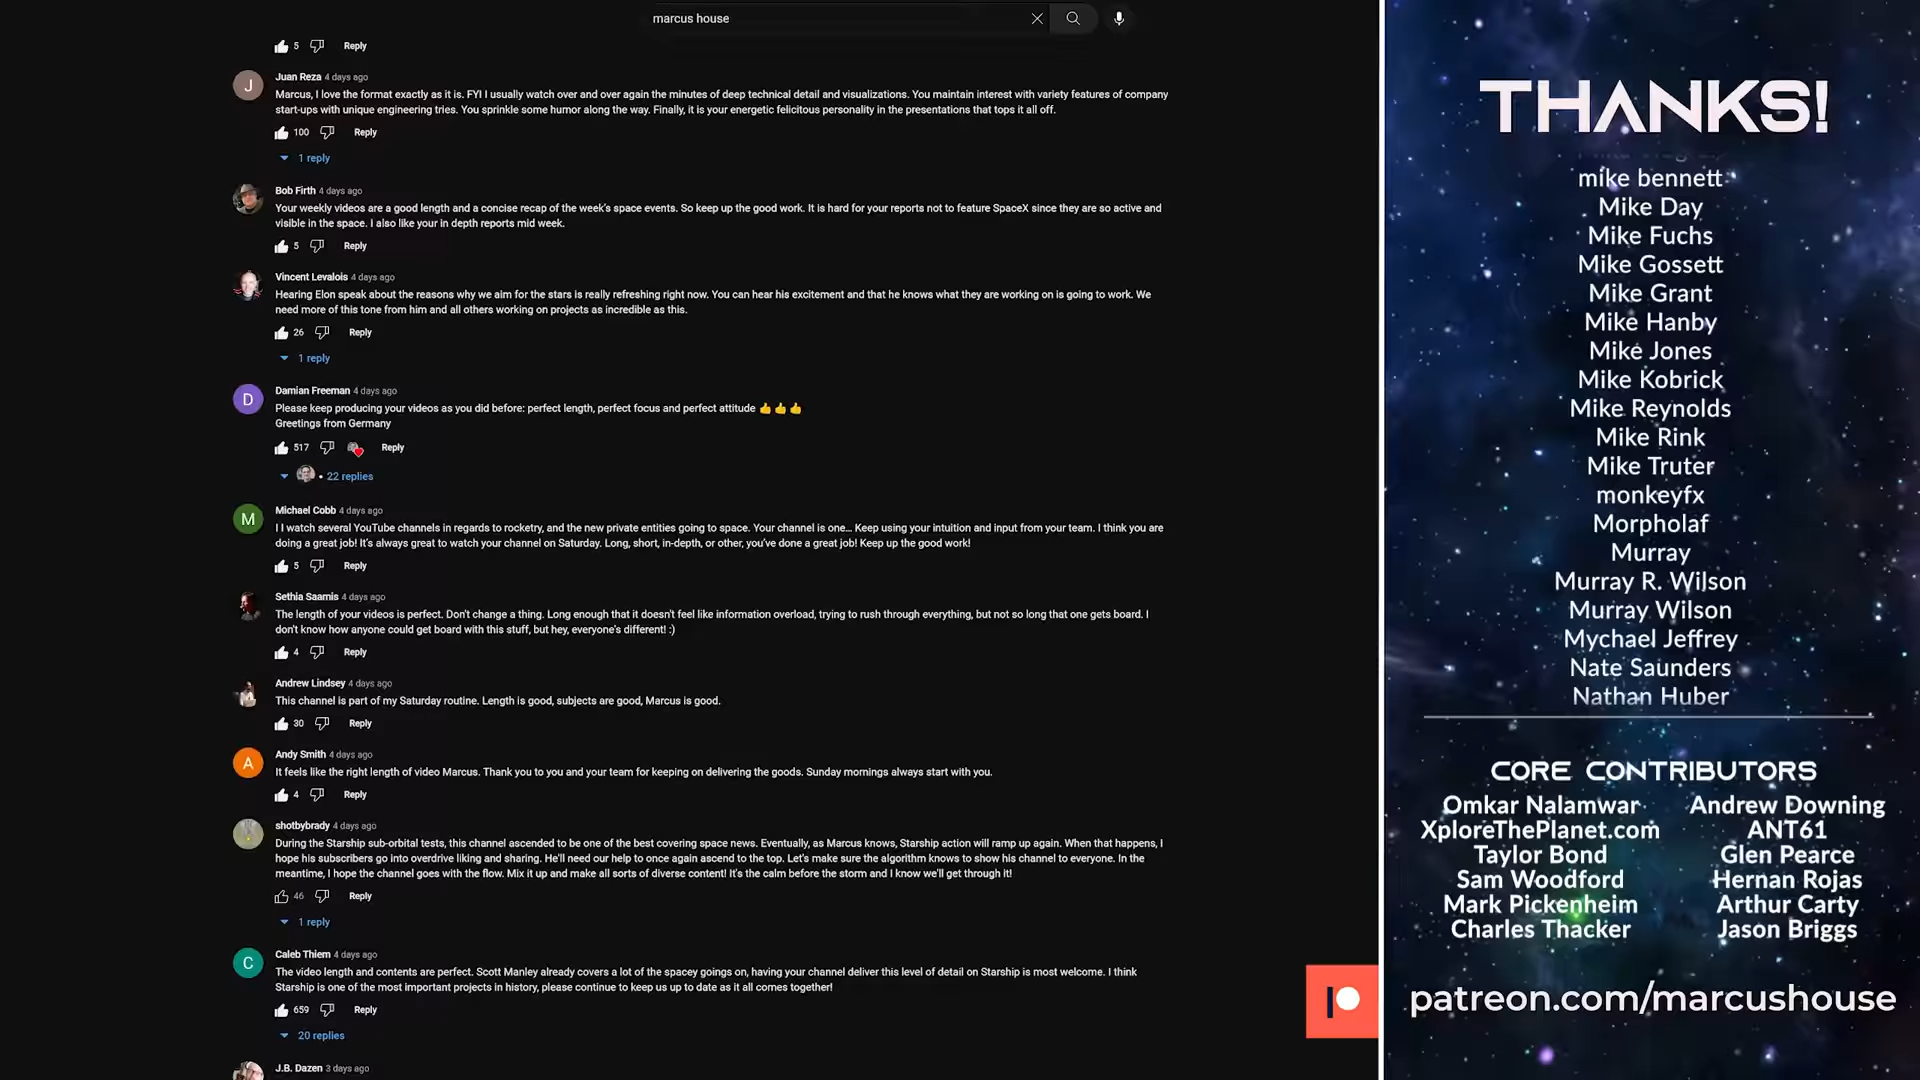 marcus house
5 Reply
Juan Reza 4 days ago
Marcus, I love the format exactly as it is. FYI I usually watch over and over again the minutes of deep technical detail and visualizations. You maintain interest with variety features of company
start-ups with unique engineering tries. You sprinkle some humor along the way. Finally, it is your energetic felicitous personality in the presentations that tops it all off.
100 Reply
1 reply
Bob Firth 4 days ago
Your weekly videos are a good length and a concise recap of the week's space events. So keep up the good work. It is hard for your reports not to feature SpaceX since they are so active and
visible in the space. I also like your in depth reports mid week.
5 Reply
Vincent Levalois 4 days ago
Hearing Elon speak about the reasons why we aim for the stars is really refreshing right now. You can hear his excitement and that he knows what they are working on is going to work. We
need more of this tone from him and all others working on projects as incredible as this.
26 Reply
1 reply
Damian Freeman 4 days ago
Please keep producing your videos as you did before: perfect length, perfect focus and perfect attitude 👍👍👍
Greetings from Germany
517 Reply
• 22 replies
Michael Cobb 4 days ago
I I watch several YouTube channels in regards to rocketry, and the new private entities going to space. Your channel is one... Keep using your intuition and input from your team. I think you are
doing a great job! It's always great to watch your channel on Saturday. Long, short, in-depth, or other, you've done a great job! Keep up the good work!
5 Reply
Sethia Saarnis 4 days ago
The length of your videos is perfect. Don't change a thing. Long enough that it doesn't feel like information overload, trying to rush through everything, but not so long that one gets board. I
don't know how anyone could get board with this stuff, but hey, everyone's different! :)
4 Reply
Andrew Lindsey 4 days ago
This channel is part of my Saturday routine. Length is good, subjects are good, Marcus is good.
30 Reply
Andy Smith 4 days ago
It feels like the right length of video Marcus. Thank you to you and your team for keeping on delivering the goods. Sunday mornings always start with you.
4 Reply
shotbybrady 4 days ago
During the Starship sub-orbital tests, this channel ascended to be one of the best covering space news. Eventually, as Marcus knows, Starship action will ramp up again. When that happens, I
hope his subscribers go into overdrive liking and sharing. He'll need our help to once again ascend to the top. Let's make sure the algorithm knows to show his channel to everyone. In the
meantime, I hope the channel goes with the flow. Mix it up and make all sorts of diverse content! It's the calm before the storm and I know we'll get through it!
46 Reply
1 reply
Caleb Thiem 4 days ago
The video length and contents are perfect. Scott Manley already covers a lot of the spacey goings on, having your channel deliver this level of detail on Starship is most welcome. I think
Starship is one of the most important projects in history, please continue to keep us up to date as it all comes together!
659 Reply
20 replies
J.B. Dazen 3 days ago
THANKS!
mike bennett
Mike Day
Mike Fuchs
Mike Gossett
Mike Grant
Mike Hanby
Mike Jones
Mike Kobrick
Mike Reynolds
Mike Rink
Mike Truter
monkeyfx
Morpholaf
Murray
Murray R. Wilson
Murray Wilson
Mychael Jeffrey
Nate Saunders
Nathan Huber
CORE CONTRIBUTORS
Omkar Nalamwar Andrew Downing
XploreThePlanet.com ANT61
Taylor Bond Glen Pearce
Sam Woodford Hernan Rojas
Mark Pickenheim Arthur Carty
Charles Thacker Jason Briggs
patreon.com/marcushouse